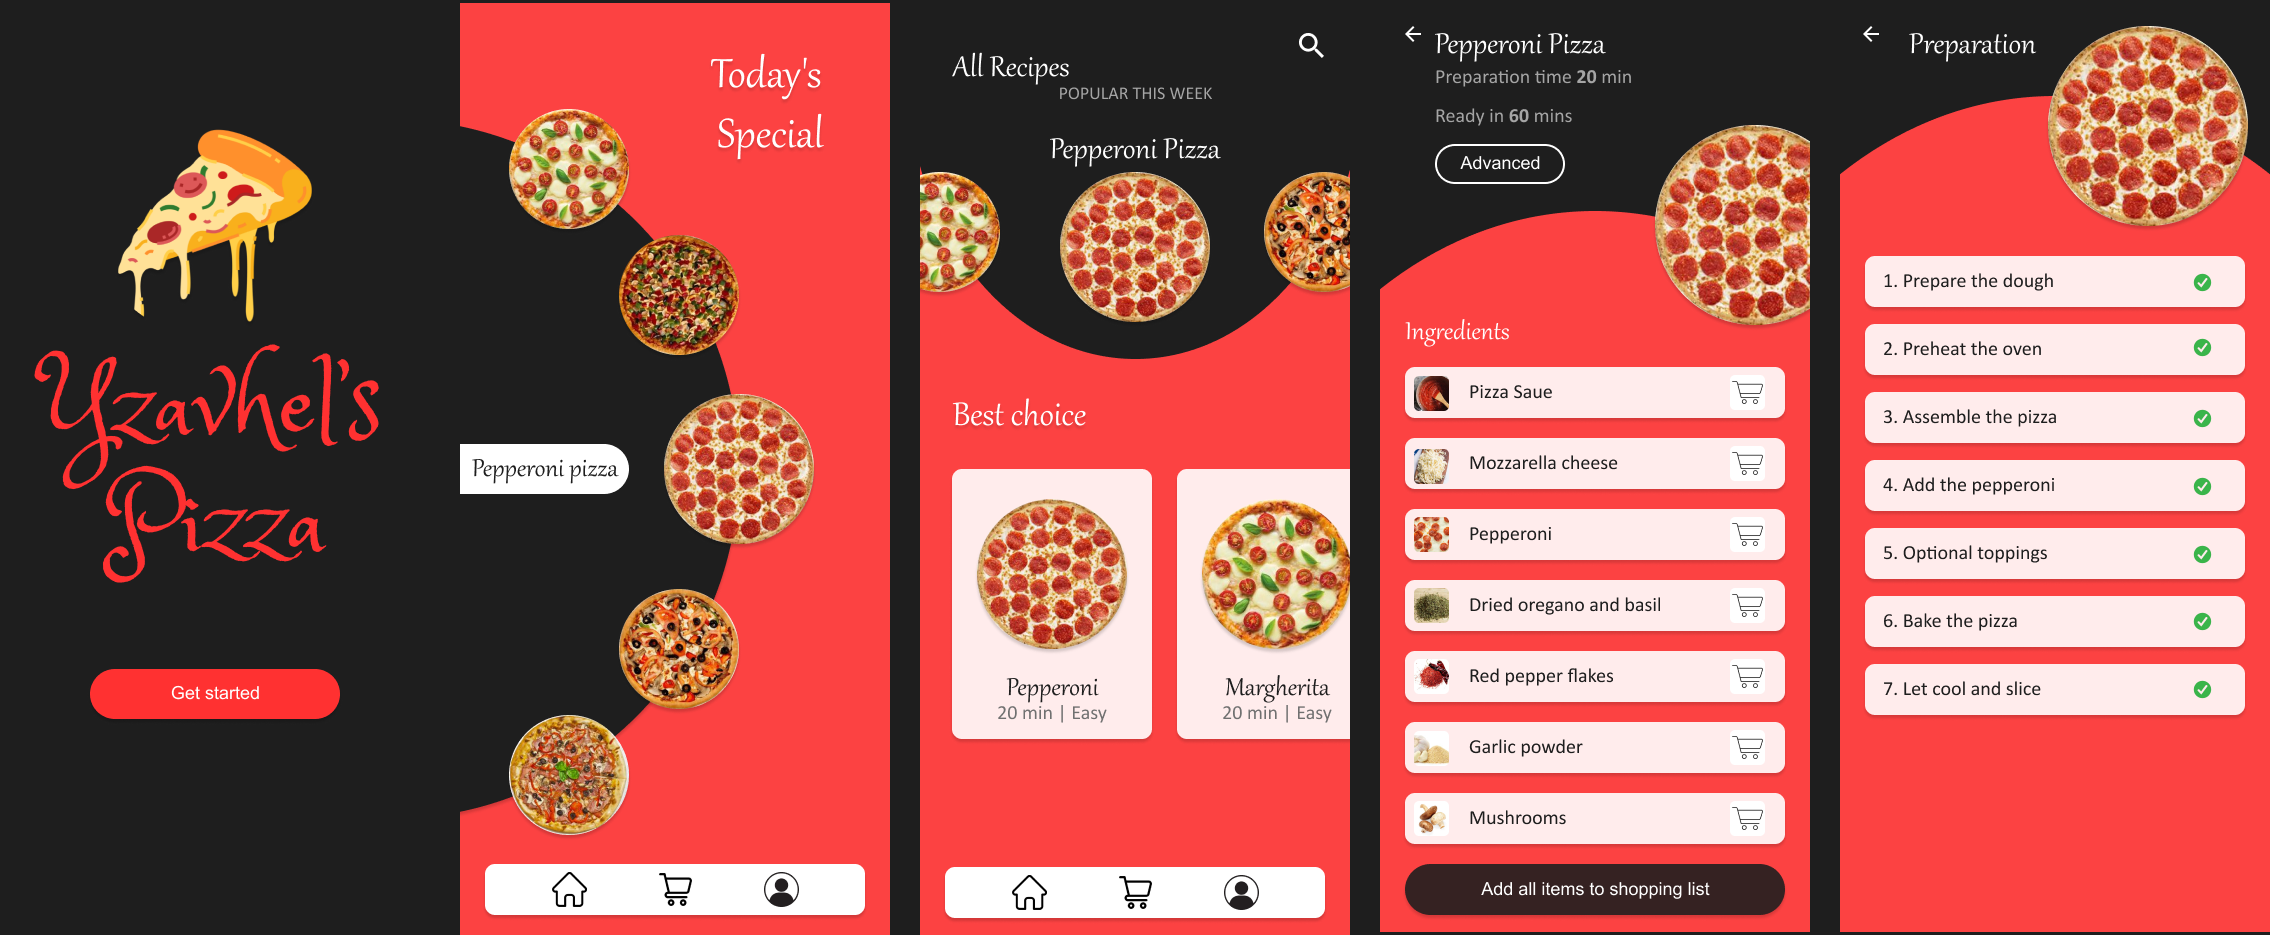 Yzavhel's
Pizza
Get started
Today's
Special
Pepperoni pizza
All Recipes
POPULAR THIS WEEK
Pepperoni Pizza
Best choice
Pepperoni
20 min | Easy
Margherita
20 min | Easy
Pepperoni Pizza
Preparation time 20 min
Ready in 60 mins
Advanced
Ingredients
Pizza Saue
Mozzarella cheese
Pepperoni
Dried oregano and basil
Red pepper flakes
Garlic powder
Mushrooms
Add all items to shopping list
Preparation
1. Prepare the dough
2. Preheat the oven
3. Assemble the pizza
4. Add the pepperoni
5. Optional toppings
6. Bake the pizza
7. Let cool and slice